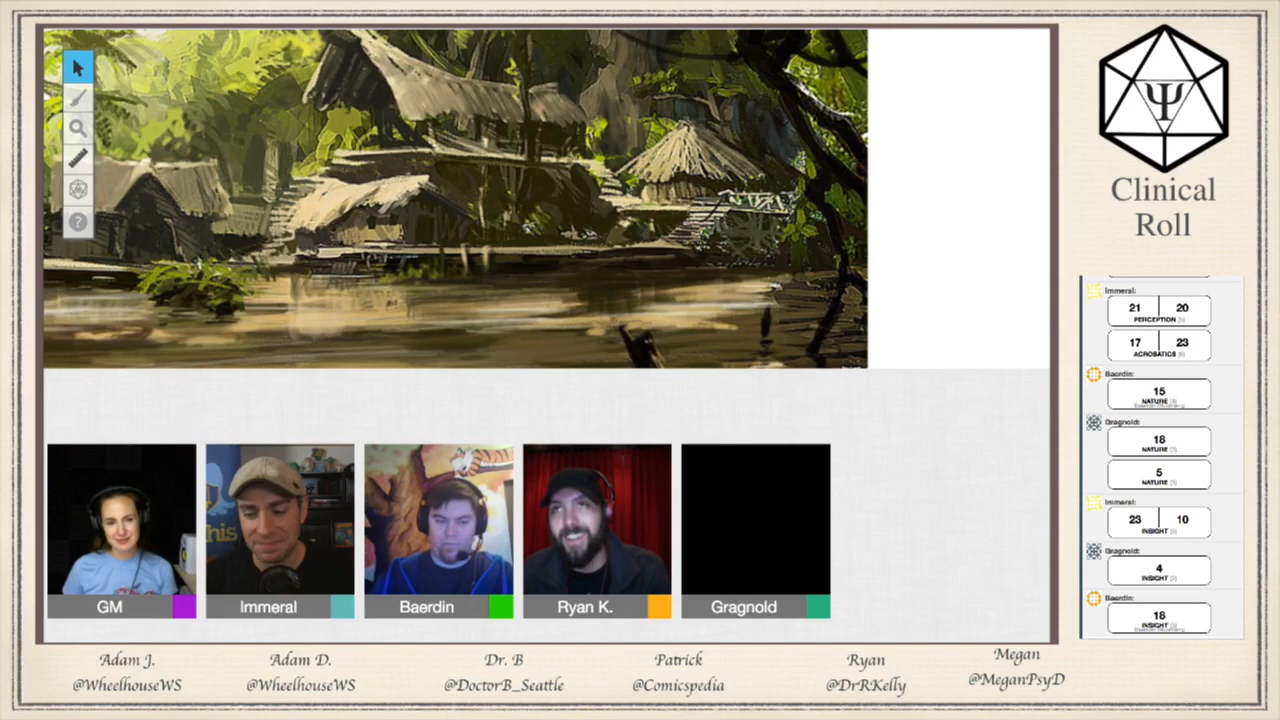 Ψ
Clinical
Roll
?
his
Immeral:
21 20
PERCEPTION
17 23
ACROBATICS
Baerdin:
15
NATURE
Gragnold:
18
NATURE
5
NATURE
Immeral:
23 10
INSIGHT
Gragnold:
4
INSIGHT
Baerdin:
18
INSIGHT
GM Immeral Baerdin Ryan K. Gragnold
Adam J. Adam D. Dr. B Patrick Ryan Megan
@WheelhouseWS @WheelhouseWS @DoctorB_Seattle @Comicspedia @DrRKelly @MeganPsyD